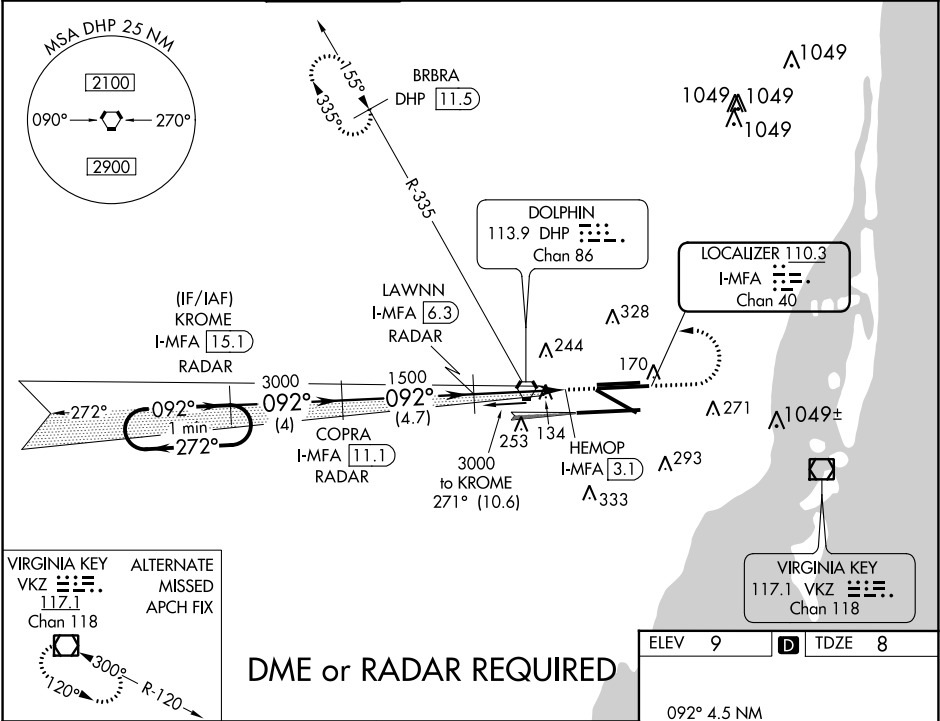 MSA DHP 25 NM
2100
090°
270°
2900
155°
335°
BRBRA
DHP 11.5
R-335
1049
1049
1049
1049
DOLPHIN
113.9 DHP
Chan 86
LOCALIZER 110.3
I-MFA
Chan 40
(IF/IAF)
KROME
I-MFA 15.1
RADAR
LAWNN
I-MFA 6.3
RADAR
328
244
170
3000
1500
272°
092°
092°
092°
1 min
(4)
(4.7)
272°
COPRA
I-MFA 11.1
RADAR
253
134
271
1049±
HEMOP
I-MFA 3.1
3000
to KROME
271° (10.6)
293
333
VIRGINIA KEY
117.1 VKZ
Chan 118
VIRGINIA KEY
VKZ
117.1
Chan 118
ALTERNATE
MISSED
APCH FIX
300°
120°
R-120
DME or RADAR REQUIRED
ELEV 9
D
TDZE 8
092° 4.5 NM